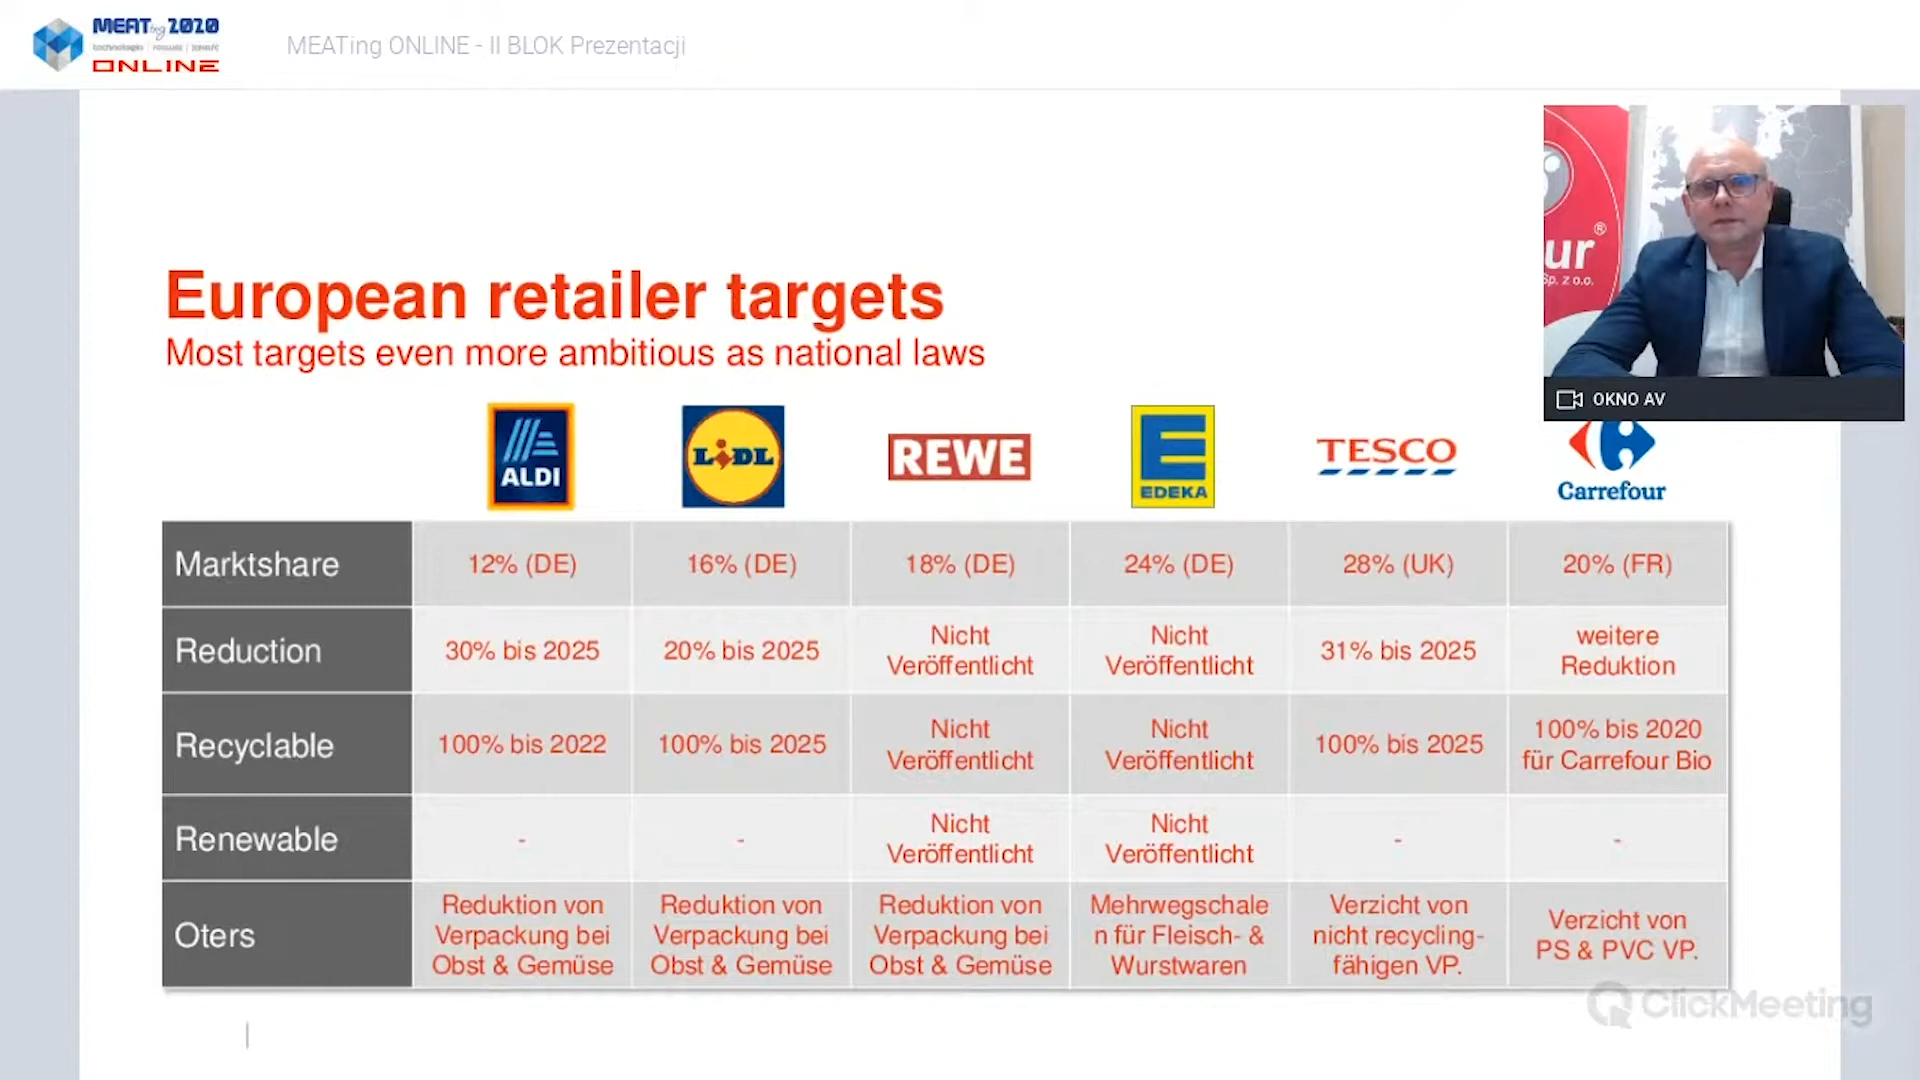 MEATing 2020
ONLINE
MEATing ONLINE - II BLOK Prezentacji
ur®
Sp. z o.o.
OKNO AV
European retailer targets
Most targets even more ambitious as national laws
ALDI
LIDL
REWE
EDEKA
TESCO
Carrefour
Marktshare
12% (DE)
16% (DE)
18% (DE)
24% (DE)
28% (UK)
20% (FR)
Reduction
30% bis 2025
20% bis 2025
Nicht
Veröffentlicht
Nicht
Veröffentlicht
31% bis 2025
weitere
Reduktion
Recyclable
100% bis 2022
100% bis 2025
Nicht
Veröffentlicht
Nicht
Veröffentlicht
100% bis 2025
100% bis 2020
für Carrefour Bio
Renewable
-
-
Nicht
Veröffentlicht
Nicht
Veröffentlicht
-
-
Oters
Reduktion von
Verpackung bei
Obst & Gemüse
Reduktion von
Verpackung bei
Obst & Gemüse
Reduktion von
Verpackung bei
Obst & Gemüse
Mehrwegschale
n für Fleisch- &
Wurstwaren
Verzicht von
nicht recycling-
fähigen VP.
Verzicht von
PS & PVC VP.
ClickMeeting